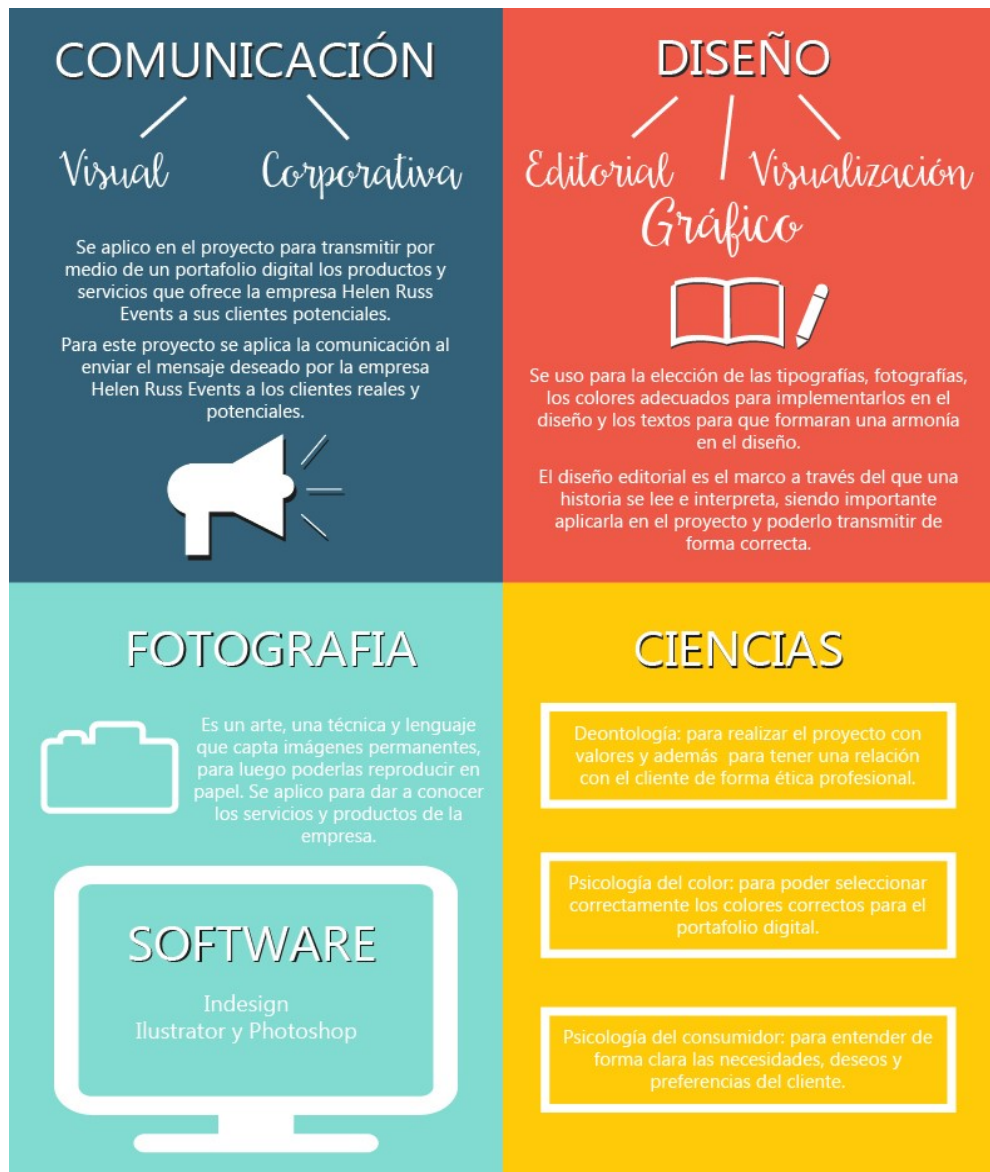 COMUNICACIÓN
Visual
Corporativa
Se aplico en el proyecto para transmitir por
medio de un portafolio digital los productos y
servicios que ofrece la empresa Helen Russ
Events a sus clientes potenciales.
Para este proyecto se aplica la comunicación al
enviar el mensaje deseado por la empresa
Helen Russ Events a los clientes reales y
potenciales.
DISEÑO
Editorial
Visualización
Gráfico
Se uso para la elección de las tipografías, fotografías,
los colores adecuados para implementarlos en el
diseño y los textos para que formaran una armonía
en el diseño.
El diseño editorial es el marco a través del que una
historia se lee e interpreta, siendo importante
aplicarla en el proyecto y poderlo transmitir de
forma correcta.
FOTOGRAFIA
Es un arte, una técnica y lenguaje
que capta imágenes permanentes,
para luego poderlas reproducir en
papel. Se aplico para dar a conocer
los servicios y productos de la
empresa.
SOFTWARE
Indesign
Ilustrator y Photoshop
CIENCIAS
Deontología: para realizar el proyecto con
valores y además para tener una relación
con el cliente de forma ética profesional.
Psicología del color: para poder seleccionar
correctamente los colores correctos para el
portafolio digital.
Psicología del consumidor: para entender de
forma clara las necesidades, deseos y
preferencias del cliente.